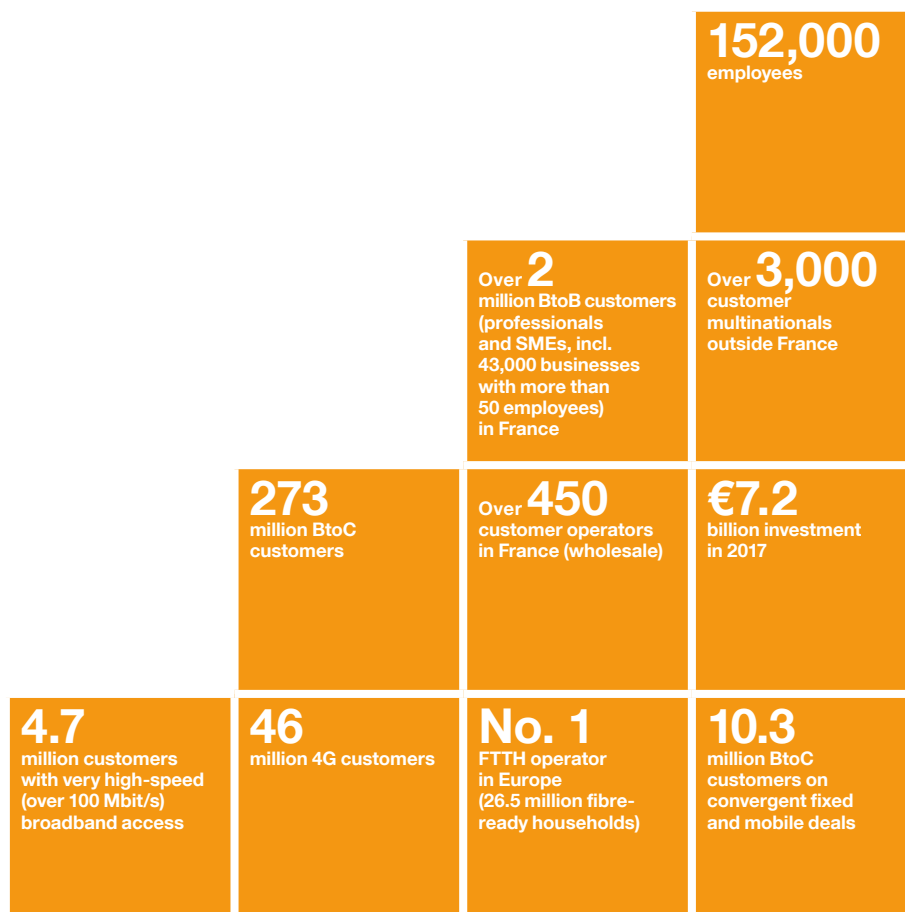 152,000
employees
Over 2
million BtoB customers
(professionals
and SMEs, incl.
43,000 businesses
with more than
50 employees)
in France
Over 3,000
customer
multinationals
outside France
273
million BtoC
customers
Over 450
customer operators
in France (wholesale)
€7.2
billion investment
in 2017
4.7
million customers
with very high-speed
(over 100 Mbit/s)
broadband access
46
million 4G customers
No. 1
FTTH operator
in Europe
(26.5 million fibre-
ready households)
10.3
million BtoC
customers on
convergent fixed
and mobile deals